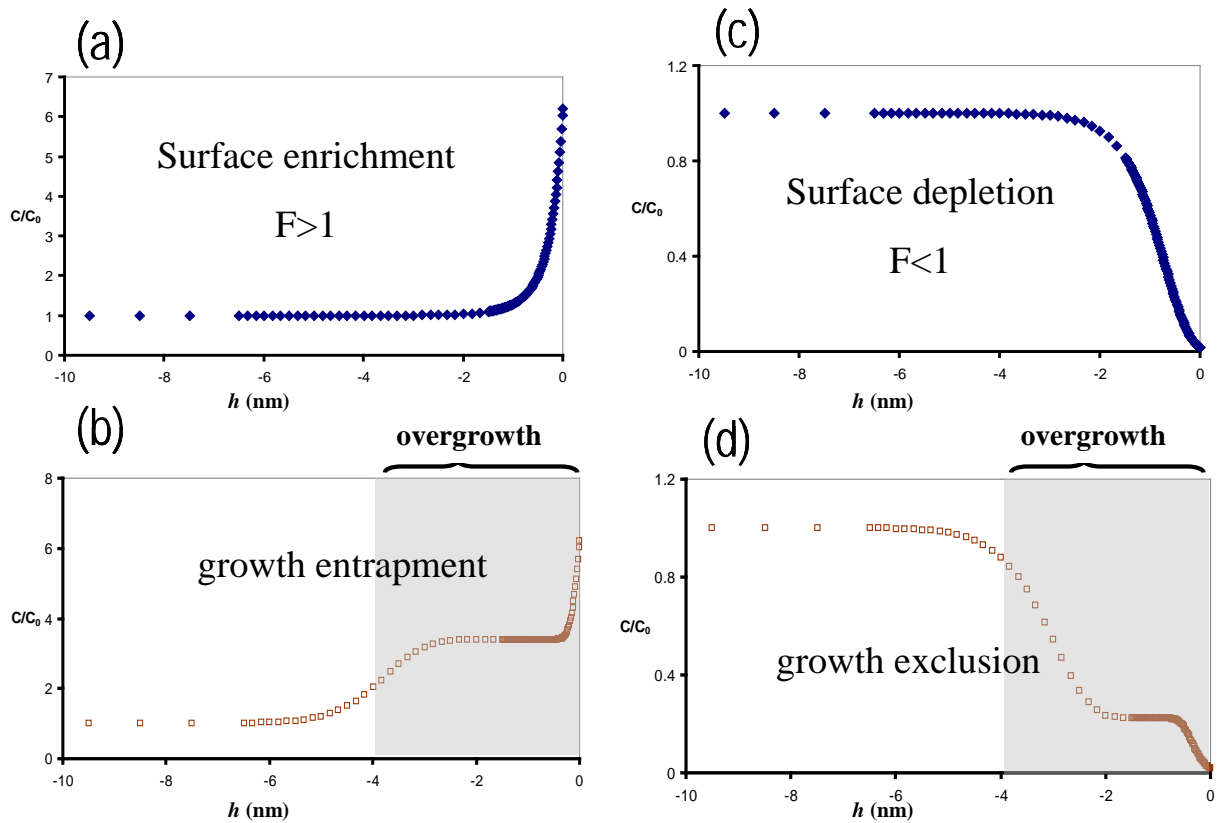 (a)
7
6
5
4
3
2
1
0
C/C₀
Surface enrichment
F>1
-10 -8 -6 -4 -2 0
h (nm)
(c)
1.2
0.8
0.4
0
C/C₀
Surface depletion
F<1
-10 -8 -6 -4 -2 0
h (nm)
(b)
overgrowth
8
6
4
2
0
C/C₀
growth entrapment
-10 -8 -6 -4 -2 0
h (nm)
(d)
overgrowth
1.2
0.8
0.4
0
C/C₀
growth exclusion
-10 -8 -6 -4 -2 0
h (nm)